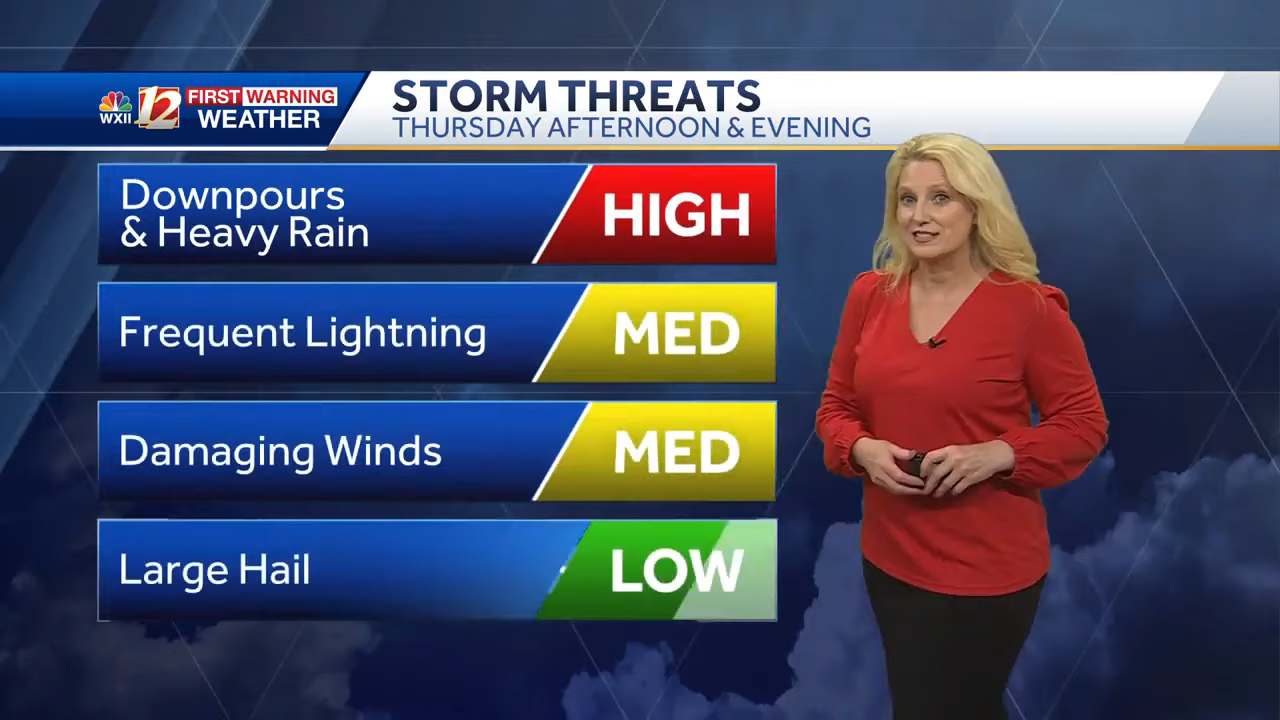 WXII 12 FIRST WARNING
WEATHER
STORM THREATS
THURSDAY AFTERNOON & EVENING
Downpours
& Heavy Rain
HIGH
Frequent Lightning
MED
Damaging Winds
MED
Large Hail
LOW